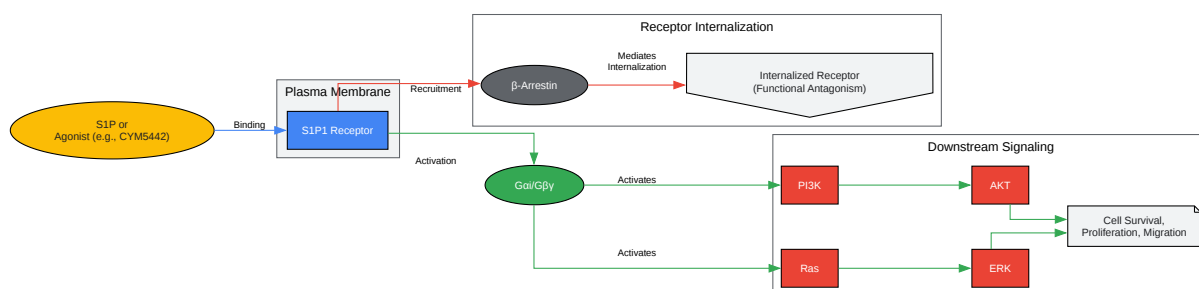 Receptor Internalization
Mediates
Internalization
β-Arrestin
Internalized Receptor
(Functional Antagonism)
Plasma Membrane
Recruitment
S1P or
Agonist (e.g., CYM5442)
Binding
S1P1 Receptor
Activation
Downstream Signaling
Gαi/Gβγ
Activates
PI3K
AKT
Cell Survival,
Proliferation, Migration
Activates
Ras
ERK